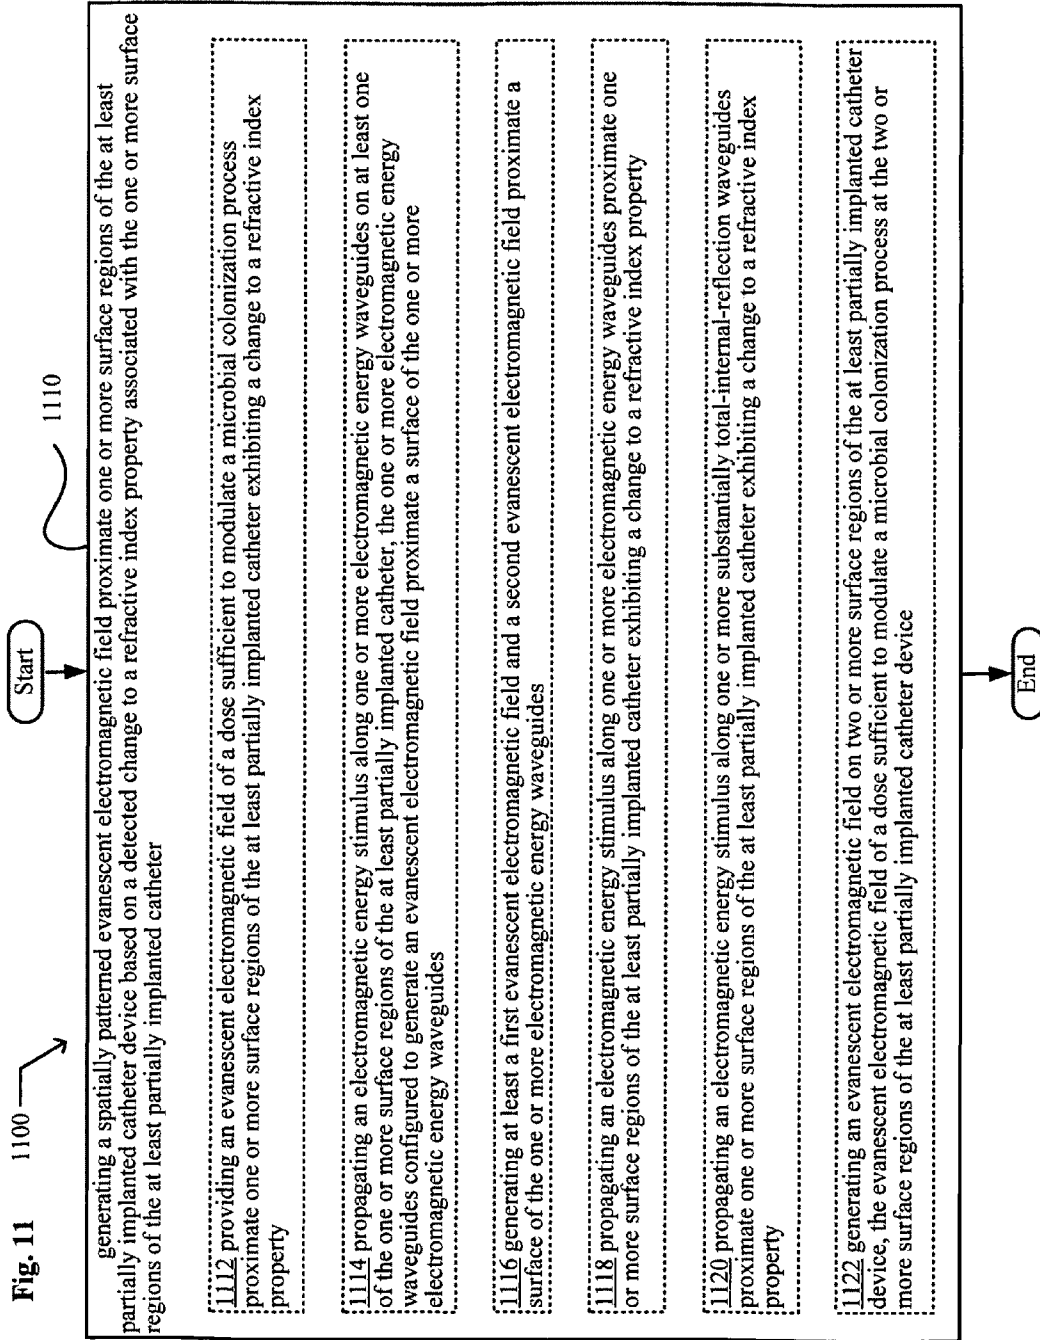 Fig. 11
1100
Start
1110
generating a spatially patterned evanescent electromagnetic field proximate one or more surface regions of the at least
partially implanted catheter device based on a detected change to a refractive index property associated with the one or more surface
regions of the at least partially implanted catheter
1112 providing an evanescent electromagnetic field of a dose sufficient to modulate a microbial colonization process
proximate one or more surface regions of the at least partially implanted catheter exhibiting a change to a refractive index
property
1114 propagating an electromagnetic energy stimulus along one or more electromagnetic energy waveguides on at least one
of the one or more surface regions of the at least partially implanted catheter, the one or more electromagnetic energy
waveguides configured to generate an evanescent electromagnetic field proximate a surface of the one or more
electromagnetic energy waveguides
1116 generating at least a first evanescent electromagnetic field and a second evanescent electromagnetic field proximate a
surface of the one or more electromagnetic energy waveguides
1118 propagating an electromagnetic energy stimulus along one or more electromagnetic energy waveguides proximate one
or more surface regions of the at least partially implanted catheter exhibiting a change to a refractive index property
1120 propagating an electromagnetic energy stimulus along one or more substantially total-internal-reflection waveguides
proximate one or more surface regions of the at least partially implanted catheter exhibiting a change to a refractive index
property
1122 generating an evanescent electromagnetic field on two or more surface regions of the at least partially implanted catheter
device, the evanescent electromagnetic field of a dose sufficient to modulate a microbial colonization process at the two or
more surface regions of the at least partially implanted catheter device
End